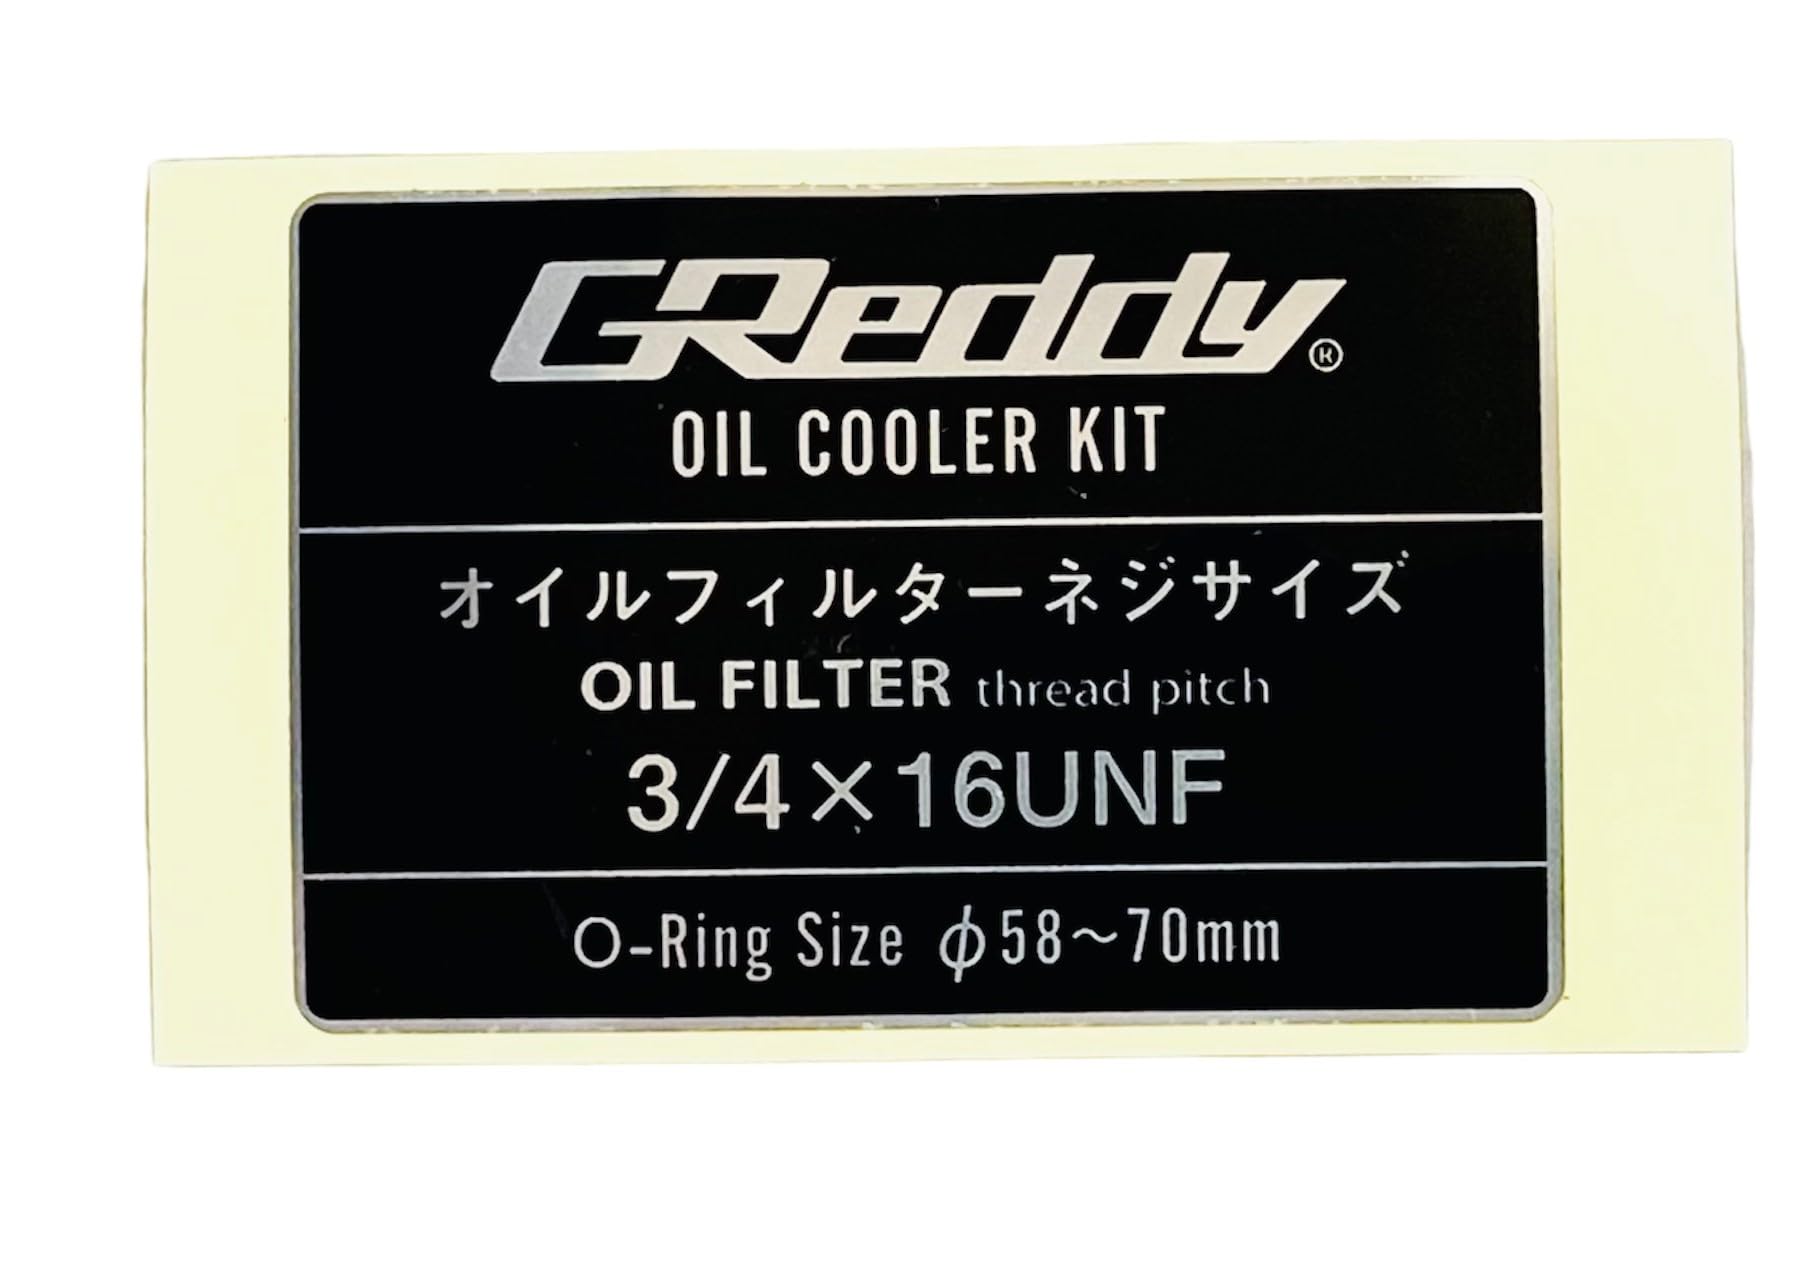 GReddy®
OIL COOLER KIT
オイルフィルターネジサイズ
OIL FILTER thread pitch
3/4×16UNF
O-Ring Size φ58〜70mm